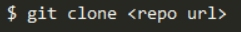 $ git clone <repo url>